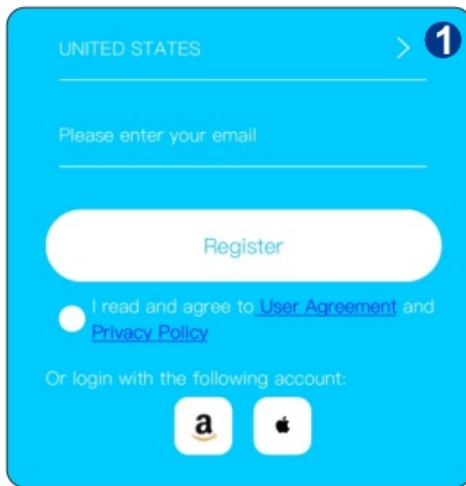 UNITED STATES
1
Please enter your email
Register
I read and agree to User Agreement and
Privacy Policy
Or login with the following account:
a